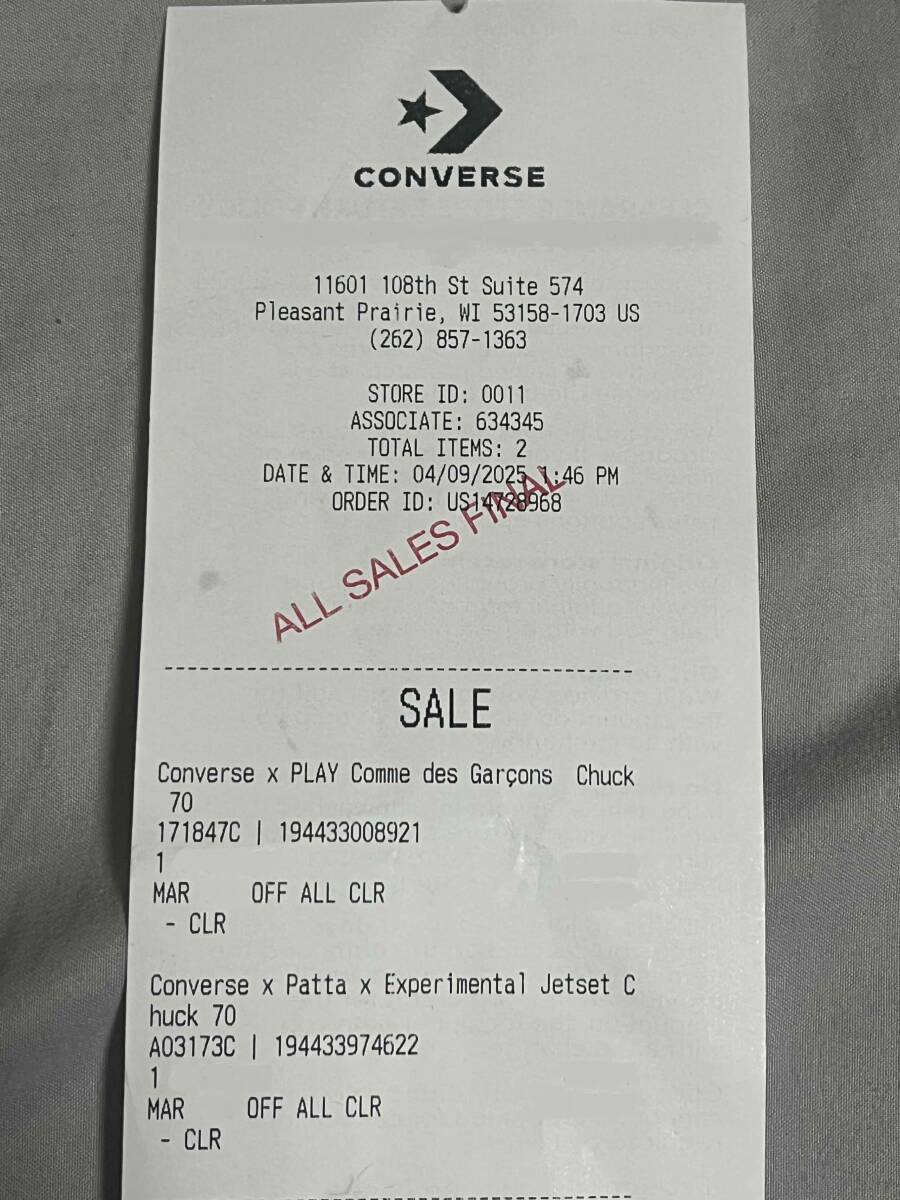 CONVERSE
11601 108th St Suite 574
Pleasant Prairie, WI 53158-1703 US
(262) 857-1363
STORE ID: 0011
ASSOCIATE: 634345
TOTAL ITEMS: 2
DATE & TIME: 04/09/2025 1:46 PM
ORDER ID: US14728968
ALL SALES FINAL
SALE
Converse x PLAY Comme des Garçons Chuck
70
171847C | 194433008921
1
MAR OFF ALL CLR
- CLR
Converse x Patta x Experimental Jetset C
huck 70
A03173C | 194433974622
1
MAR OFF ALL CLR
- CLR